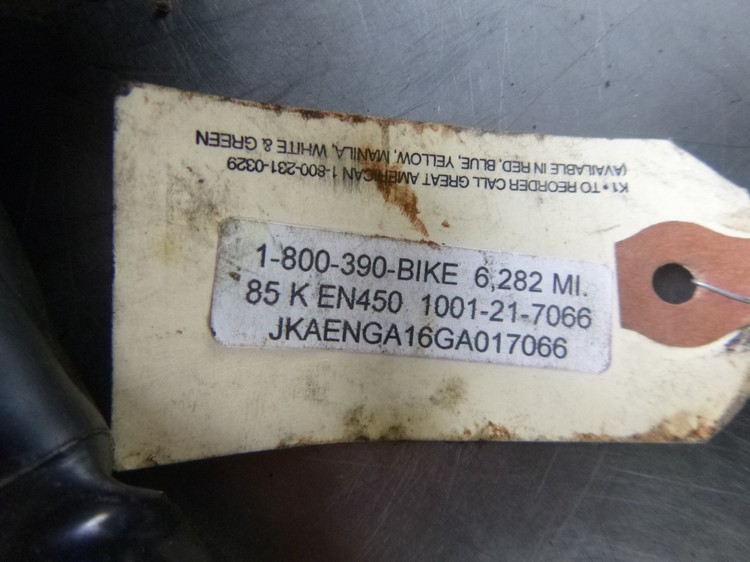 K1 • TO REORDER CALL GREAT AMERICAN 1-800-231-0329
(AVAILABLE IN RED, BLUE, YELLOW, MANILA, WHITE & GREEN
1-800-390-BIKE 6,282 MI.
85 K EN450 1001-21-7066
JKAENGA16GA017066